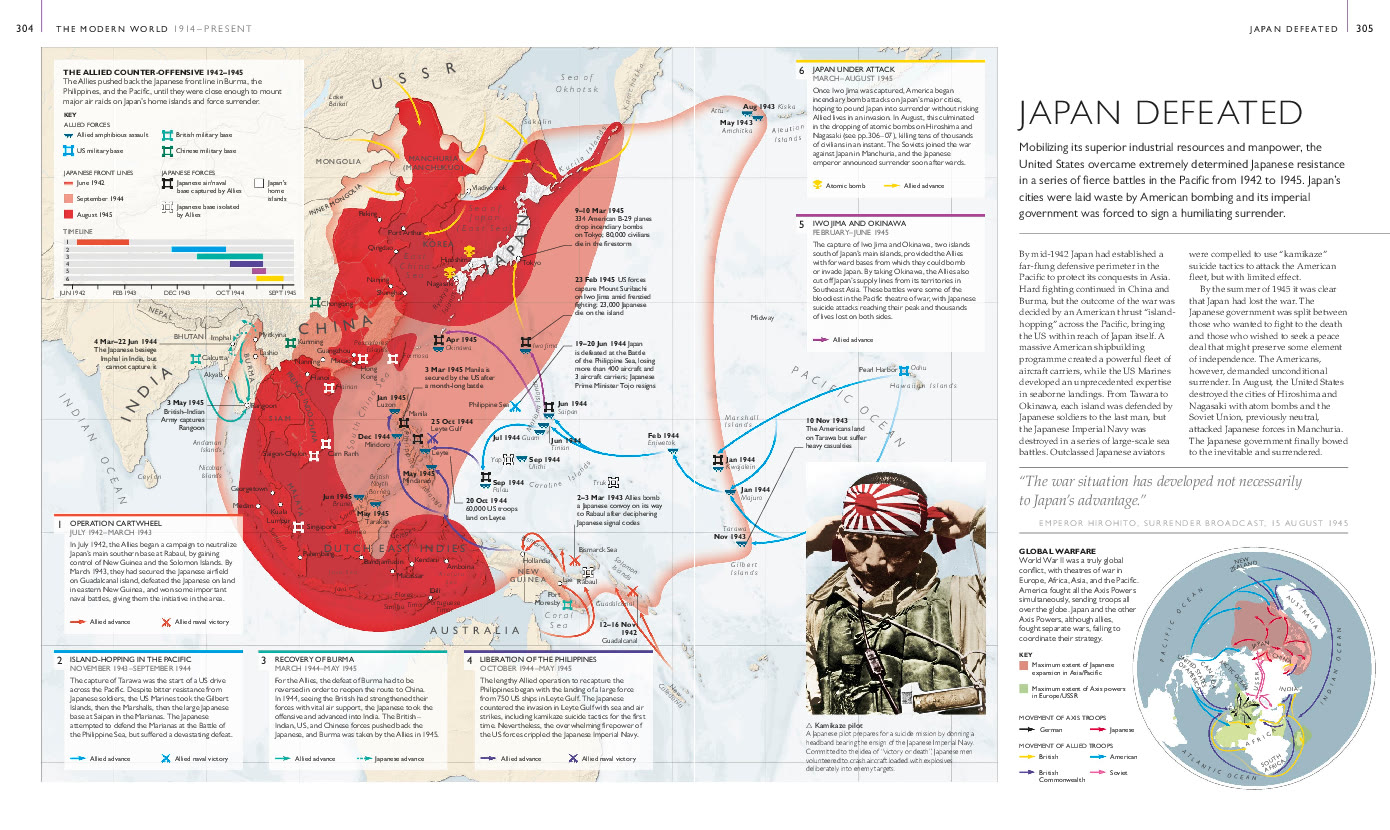 304 THE MODERN WORLD 1914–PRESENT
JAPAN DEFEATED 305
THE ALLIED COUNTER-OFFENSIVE 1942–1945
The Allies pushed back the Japanese front line in Burma, the
Philippines, and the Pacific, until they were close enough to mount
major air raids on Japan's home islands and force surrender.
KEY
ALLIED FORCES
Allied amphibious assault
British military base
US military base
Chinese military base
JAPANESE FRONT LINES
June 1942
September 1944
August 1945
JAPANESE FORCES
Japanese air/naval
base captured by Allies
Japanese base isolated
by Allies
Japan's
home
islands
TIMELINE
1
2
3
4
5
6
JUN 1942 FEB 1943 DEC 1943 OCT 1944 SEPT 1945
USSR
Lake
Baikal
Sea of
Okhotsk
Kamchatka
Sakhalin
Kurile Islands
MONGOLIA
INNER MONGOLIA
MANCHURIA
(MANCHUKUO)
Vladivostok
Peking
Port Arthur
KOREA
Qingdao
Hiroshima
Nagasaki
Nanjing
Shanghai
JAPAN
Tokyo
Attu
Aug 1943 Kiska
May 1943
Amchitka
Aleutian
Islands
9–10 Mar 1945
334 American B-29 planes
drop incendiary bombs
on Tokyo; 80,000 civilians
die in the firestorm
23 Feb 1945 US forces
capture Mount Suribachi
on Iwo Jima amid frenzied
fighting; 23,000 Japanese
die on the island
19–20 Jun 1944 Japan
is defeated at the Battle
of the Philippine Sea, losing
more than 400 aircraft and
3 aircraft carriers; Japanese
Prime Minister Tojo resigns
NEPAL
BHUTAN
Imphal
Myitkyina
Calcutta
Akyab
Lashio
BURMA
Rangoon
Chongqing
CHINA
Kunming
Nanning
Guangzhou
Macao
Hong
Kong
Hanoi
Hainan
Formosa
Apr 1945
Okinawa
Iwo Jima
Midway
4 Mar–22 Jun 1944
The Japanese besiege
Imphal in India, but
cannot capture it
3 May 1945
British–Indian
Army captures
Rangoon
INDIA
INDIAN OCEAN
Andaman
Islands
Nicobar
Islands
Ceylon
SIAM
Saigon-Cholon
Cam Ranh
Georgetown
Medan
Kuala
Lumpur
MALAYA
Singapore
3 Mar 1945 Manila is
secured by the US after
a month-long battle
Jan 1945
Luzon
Manila
25 Oct 1944
Leyte Gulf
Dec 1944
Mindoro
Leyte
May 1945
Mindanao
Jun 1945
Brunei
May 1945
Tarakan
British
North
Borneo
Philippine Sea
Jun 1944
Saipan
Jul 1944 Guam
Jun 1944
Tinian
Sep 1944
Ulithi
Yap
Sep 1944
Palau
Caroline Islands
Truk
20 Oct 1944
60,000 US troops
land on Leyte
2–3 Mar 1943 Allies bomb
a Japanese convoy on its way
to Rabaul after deciphering
Japanese signal codes
Feb 1944
Eniwetok
Marshall
Islands
Jan 1944
Kwajalein
Jan 1944
Majuro
Tarawa
Nov 1943
Gilbert
Islands
10 Nov 1943
The Americans land
on Tarawa but suffer
heavy casualties
PACIFIC OCEAN
Pearl Harbor
Oahu
Hawaiian Islands
DUTCH EAST INDIES
Banjarmasin
Makassar
Kendari
Amboina
Dili
Portuguese
Timor
Hollandia
NEW
GUINEA
Bismarck Sea
Lae
Rabaul
Solomon
Islands
Port
Moresby
Guadalcanal
Coral
Sea
12–16 Nov
1942
Guadalcanal
AUSTRALIA
1 OPERATION CARTWHEEL
JULY 1942–MARCH 1943
In July 1942, the Allies began a campaign to neutralize
Japan's main southern base at Rabaul, by gaining
control of New Guinea and the Solomon Islands. By
March 1943, they had secured the Japanese airfield
on Guadalcanal island, defeated the Japanese on land
in eastern New Guinea, and won some important
naval battles, giving them the initiative in the area.
Allied advance
Allied naval victory
2 ISLAND-HOPPING IN THE PACIFIC
NOVEMBER 1943–SEPTEMBER 1944
The capture of Tarawa was the start of a US drive
across the Pacific. Despite bitter resistance from
Japanese soldiers, the US Marines took the Gilbert
Islands, then the Marshalls, then the large Japanese
base at Saipan in the Marianas. The Japanese
attempted to defend the Marianas at the Battle of
the Philippine Sea, but suffered a devastating defeat.
Allied advance
Allied naval victory
3 RECOVERY OF BURMA
MARCH 1944–MAY 1945
For the Allies, the defeat of Burma had to be
reversed in order to reopen the route to China.
In 1944, seeing the British had strengthened their
forces with vital air support, the Japanese took the
offensive and advanced into India. The British–
Indian, US, and Chinese forces pushed back the
Japanese, and Burma was taken by the Allies in 1945.
Allied advance
Japanese advance
4 LIBERATION OF THE PHILIPPINES
OCTOBER 1944–MAY 1945
The lengthy Allied operation to recapture the
Philippines began with the landing of a large force
from 750 US ships in Leyte Gulf. The Japanese
countered the invasion in Leyte Gulf with sea and air
strikes, including kamikaze suicide tactics for the first
time. Nevertheless, the overwhelming firepower of
the US forces crippled the Japanese Imperial Navy.
Allied advance
Allied naval victory
6 JAPAN UNDER ATTACK
MARCH–AUGUST 1945
Once Iwo Jima was captured, America began
incendiary bomb attacks on Japan's major cities,
hoping to pound Japan into surrender without risking
Allied lives in an invasion. In August, this culminated
in the dropping of atomic bombs on Hiroshima and
Nagasaki (see pp.306–07), killing tens of thousands
of civilians in an instant. The Soviets joined the war
against Japan in Manchuria, and the Japanese
emperor announced surrender soon afterwards.
Atomic bomb
Allied advance
5 IWO JIMA AND OKINAWA
FEBRUARY–JUNE 1945
The capture of Iwo Jima and Okinawa, two islands
south of Japan's main islands, provided the Allies
with forward bases from which they could bomb
or invade Japan. By taking Okinawa, the Allies also
cut off Japan's supply lines from its territories in
Southeast Asia. These battles were some of the
bloodiest in the Pacific theatre of war, with Japanese
suicide attacks reaching their peak and thousands
of lives lost on both sides.
Allied advance
△ Kamikaze pilot
A Japanese pilot prepares for a suicide mission by donning a
headband bearing the ensign of the Japanese Imperial Navy.
Committed to the idea of "victory or death", Japanese men
volunteered to crash aircraft loaded with explosives
deliberately into enemy targets.
JAPAN DEFEATED
Mobilizing its superior industrial resources and manpower, the
United States overcame extremely determined Japanese resistance
in a series of fierce battles in the Pacific from 1942 to 1945. Japan's
cities were laid waste by American bombing and its imperial
government was forced to sign a humiliating surrender.
By mid-1942 Japan had established a
far-flung defensive perimeter in the
Pacific to protect its conquests in Asia.
Hard fighting continued in China and
Burma, but the outcome of the war was
decided by an American thrust "island-
hopping" across the Pacific, bringing
the US within reach of Japan itself. A
massive American shipbuilding
programme created a powerful fleet of
aircraft carriers, while the US Marines
developed an unprecedented expertise
in seaborne landings. From Tarawa to
Okinawa, each island was defended by
Japanese soldiers to the last man, but
the Japanese Imperial Navy was
destroyed in a series of large-scale sea
battles. Outclassed Japanese aviators
were compelled to use "kamikaze"
suicide tactics to attack the American
fleet, but with limited effect.
By the summer of 1945 it was clear
that Japan had lost the war. The
Japanese government was split between
those who wanted to fight to the death
and those who wished to seek a peace
deal that might preserve some element
of independence. The Americans,
however, demanded unconditional
surrender. In August, the United States
destroyed the cities of Hiroshima and
Nagasaki with atom bombs and the
Soviet Union, previously neutral,
attacked Japanese forces in Manchuria.
The Japanese government finally bowed
to the inevitable and surrendered.
"The war situation has developed not necessarily
to Japan's advantage."
EMPEROR HIROHITO, SURRENDER BROADCAST, 15 AUGUST 1945
GLOBAL WARFARE
World War II was a truly global
conflict, with theatres of war in
Europe, Africa, Asia, and the Pacific.
America fought all the Axis Powers
simultaneously, sending troops all
over the globe. Japan and the other
Axis Powers, although allies,
fought separate wars, failing to
coordinate their strategy.
KEY
Maximum extent of Japanese
expansion in Asia/Pacific
Maximum extent of Axis powers
in Europe/USSR
MOVEMENT OF AXIS TROOPS
German
Japanese
MOVEMENT OF ALLIED TROOPS
British
American
British
Commonwealth
Soviet
NEW
ZEALAND
AUSTRALIA
PACIFIC OCEAN
INDIAN OCEAN
JAPAN
CHINA
INDIA
USSR
CANADA
UNITED STATES
OF AMERICA
AFRICA
SOUTH
AFRICA
ATLANTIC OCEAN